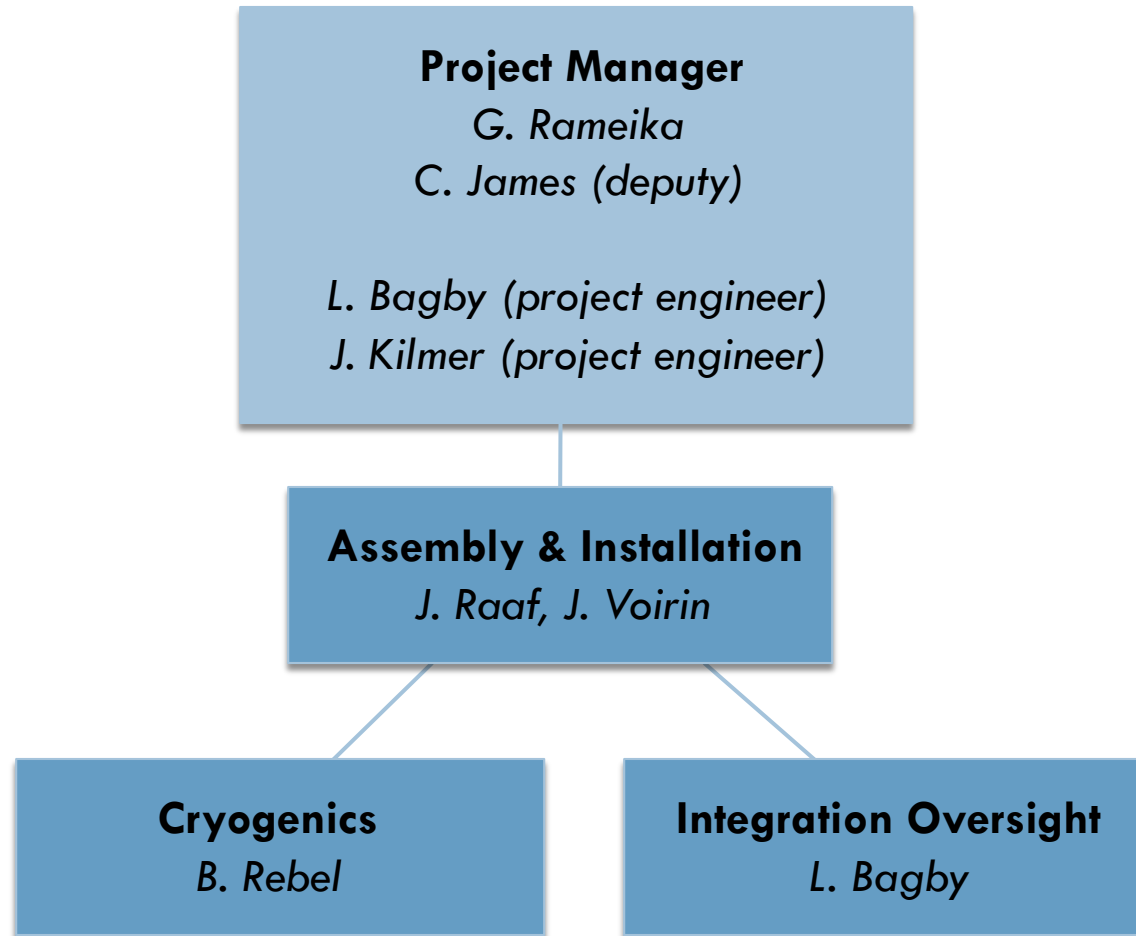 Project Manager
G. Rameika
C. James (deputy)
L. Bagby (project engineer)
J. Kilmer (project engineer)
Assembly & Installation
J. Raaf, J. Voirin
Cryogenics
B. Rebel
Integration Oversight
L. Bagby